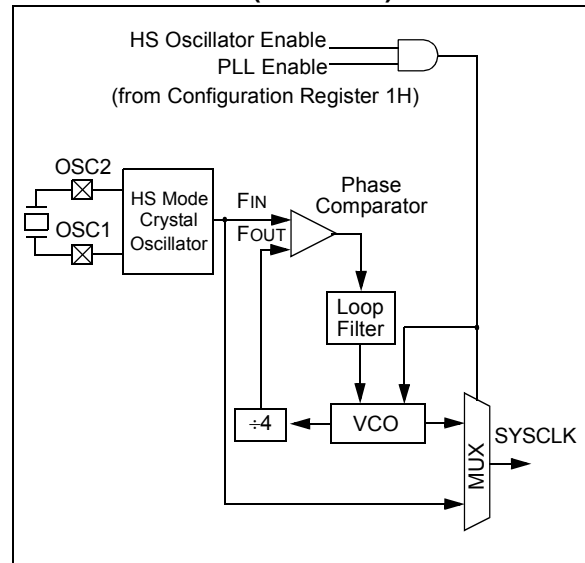 HS Oscillator Enable
PLL Enable
(from Configuration Register 1H)
OSC2
OSC1
HS Mode
Crystal
Oscillator
FIN
FOUT
Phase
Comparator
Loop
Filter
÷4
VCO
MUX
SYSCLK